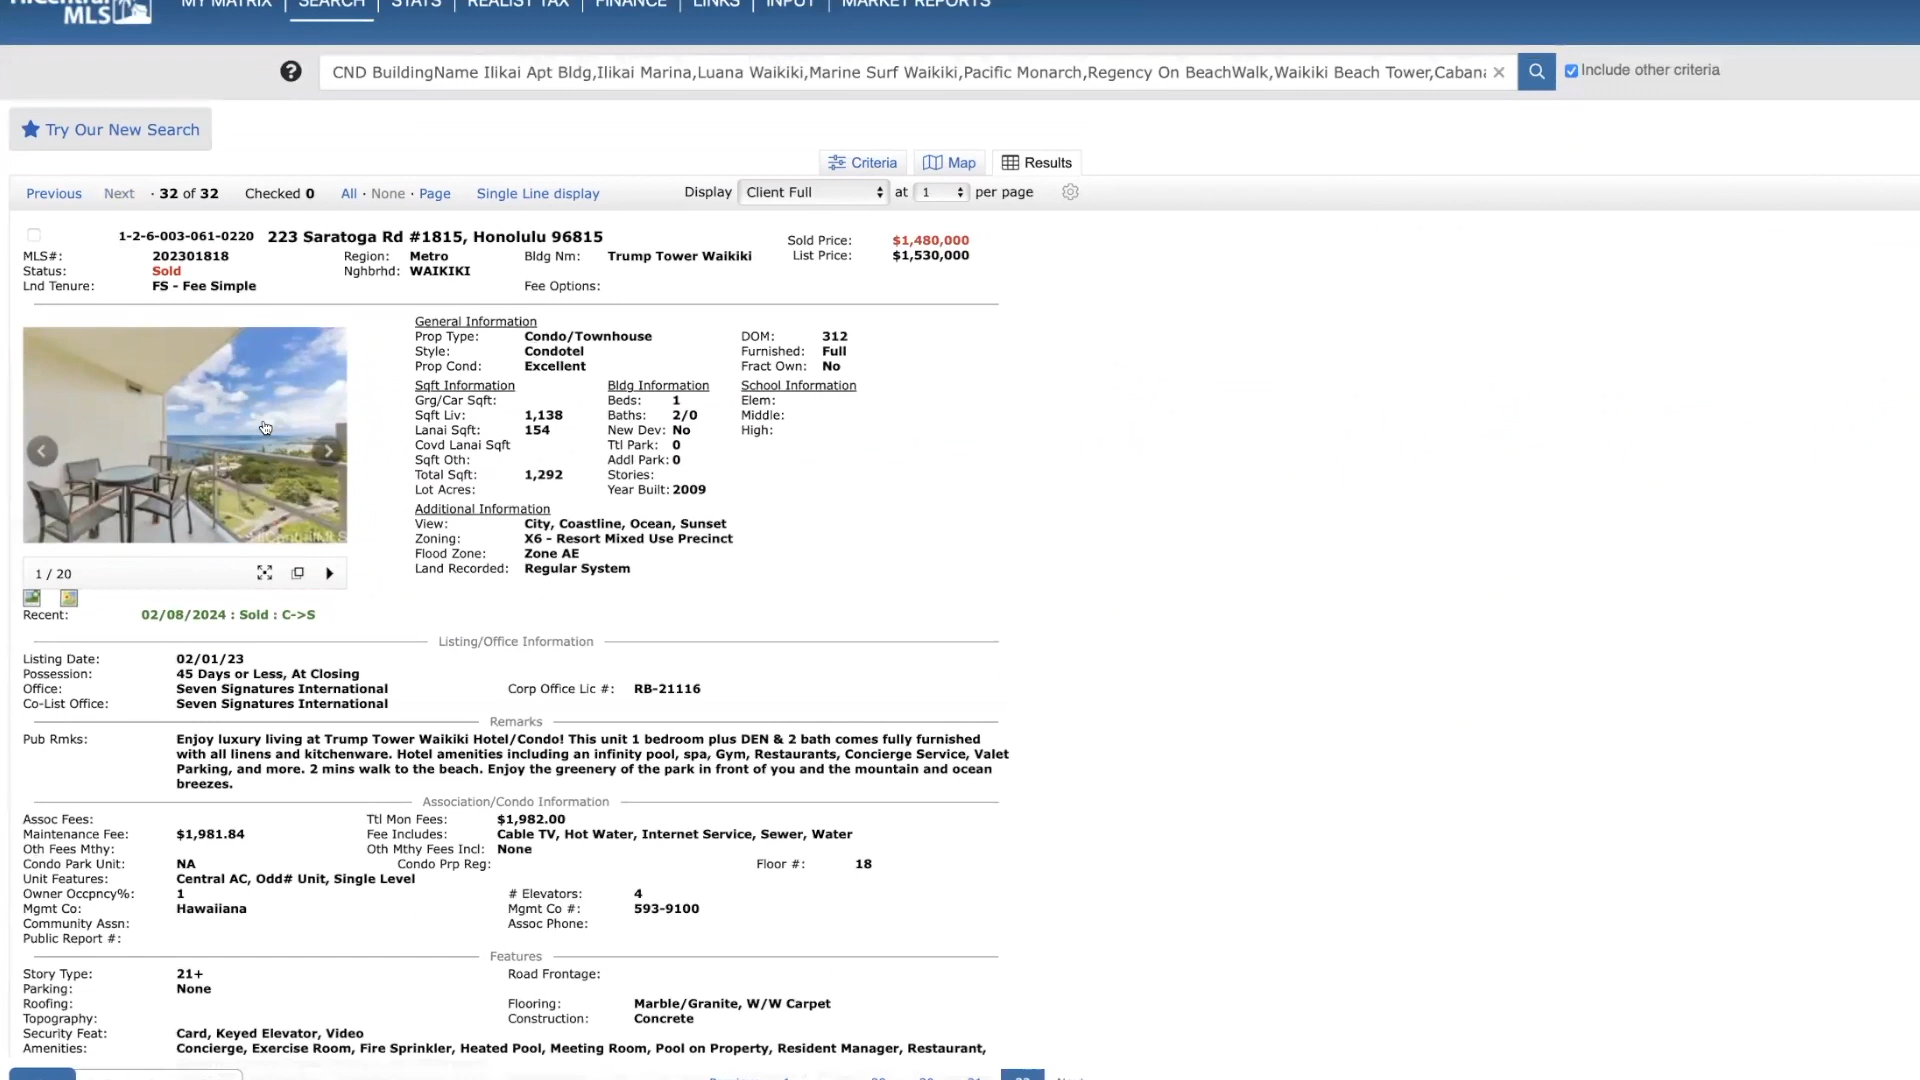 MLS
MY MATRIX SEARCH STATS REALIST TAX FINANCE LINKS INPUT MARKET REPORTS
CND BuildingName Ilikai Apt Bldg,Ilikai Marina,Luana Waikiki,Marine Surf Waikiki,Pacific Monarch,Regency On BeachWalk,Waikiki Beach Tower,Cabana
Include other criteria
Try Our New Search
Criteria Map Results
Previous Next · 32 of 32 Checked 0 All · None · Page Single Line display Display Client Full at 1 per page
1-2-6-003-061-0220 223 Saratoga Rd #1815, Honolulu 96815 Sold Price: $1,480,000
MLS#: 202301818 Region: Metro Bldg Nm: Trump Tower Waikiki List Price: $1,530,000
Status: Sold Nghbrhd: WAIKIKI
Lnd Tenure: FS - Fee Simple Fee Options:
General Information
Prop Type: Condo/Townhouse DOM: 312
Style: Condotel Furnished: Full
Prop Cond: Excellent Fract Own: No
Sqft Information Bldg Information School Information
Grg/Car Sqft: Beds: 1 Elem:
Sqft Liv: 1,138 Baths: 2/0 Middle:
Lanai Sqft: 154 New Dev: No High:
Covd Lanai Sqft Ttl Park: 0
Sqft Oth: Addl Park: 0
Total Sqft: 1,292 Stories:
Lot Acres: Year Built: 2009
Additional Information
View: City, Coastline, Ocean, Sunset
Zoning: X6 - Resort Mixed Use Precinct
Flood Zone: Zone AE
Land Recorded: Regular System
1 / 20
Recent: 02/08/2024 : Sold : C->S
Listing/Office Information
Listing Date: 02/01/23
Possession: 45 Days or Less, At Closing
Office: Seven Signatures International Corp Office Lic #: RB-21116
Co-List Office: Seven Signatures International
Remarks
Pub Rmks: Enjoy luxury living at Trump Tower Waikiki Hotel/Condo! This unit 1 bedroom plus DEN & 2 bath comes fully furnished
with all linens and kitchenware. Hotel amenities including an infinity pool, spa, Gym, Restaurants, Concierge Service, Valet
Parking, and more. 2 mins walk to the beach. Enjoy the greenery of the park in front of you and the mountain and ocean
breezes.
Association/Condo Information
Assoc Fees: Ttl Mon Fees: $1,982.00
Maintenance Fee: $1,981.84 Fee Includes: Cable TV, Hot Water, Internet Service, Sewer, Water
Oth Fees Mthy: Oth Mthy Fees Incl: None
Condo Park Unit: NA Condo Prp Reg: Floor #: 18
Unit Features: Central AC, Odd# Unit, Single Level
Owner Occpncy%: 1 # Elevators: 4
Mgmt Co: Hawaiiana Mgmt Co #: 593-9100
Community Assn: Assoc Phone:
Public Report #:
Features
Story Type: 21+ Road Frontage:
Parking: None
Roofing: Flooring: Marble/Granite, W/W Carpet
Topography: Construction: Concrete
Security Feat: Card, Keyed Elevator, Video
Amenities: Concierge, Exercise Room, Fire Sprinkler, Heated Pool, Meeting Room, Pool on Property, Resident Manager, Restaurant,